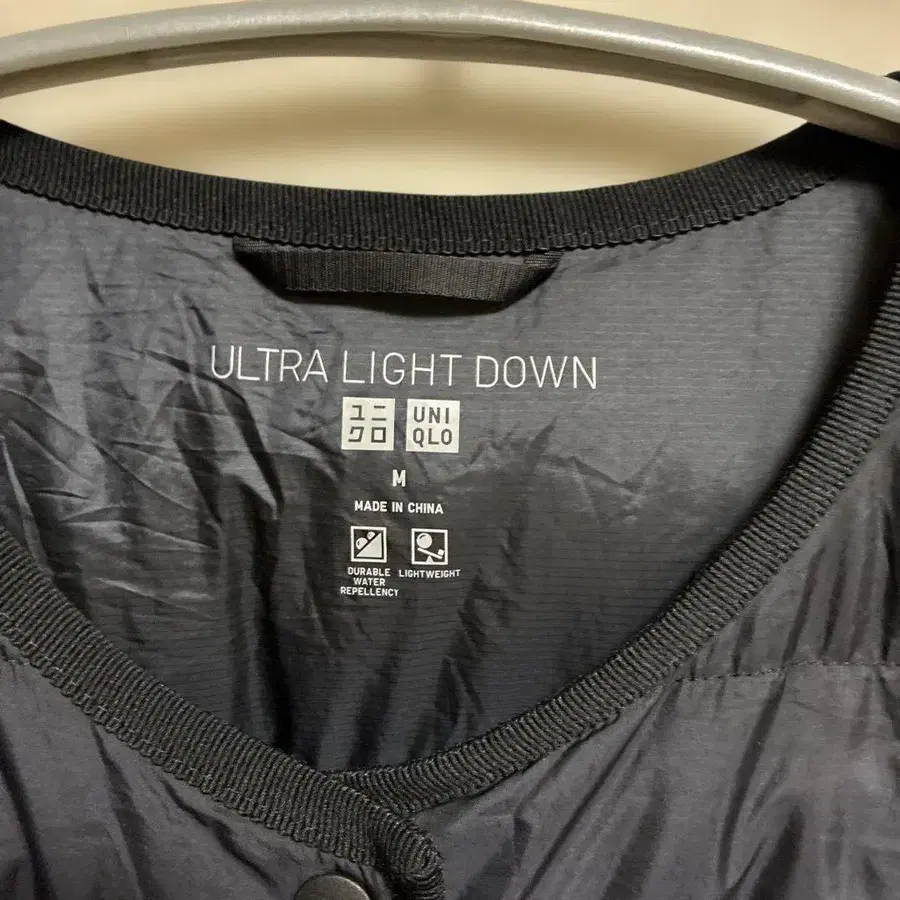 ULTRA LIGHT DOWN
ユニ UNI
クロ QLO
M
MADE IN CHINA
DURABLE WATER REPELLENCY
LIGHTWEIGHT